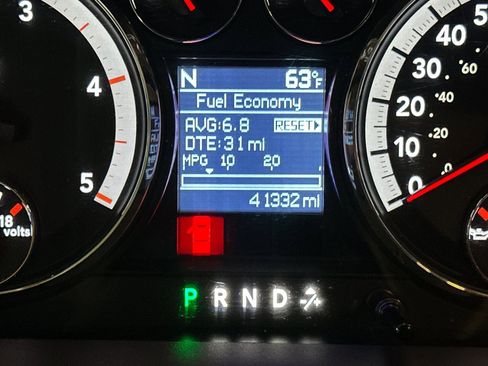 N 63°F
Fuel Economy
AVG:6.8 RESET
DTE:31 mi
MPG 10 20
41332 mi
3
4
5
18
volts
50
40
60
30
20
20
10
0
0
P R N D -/+